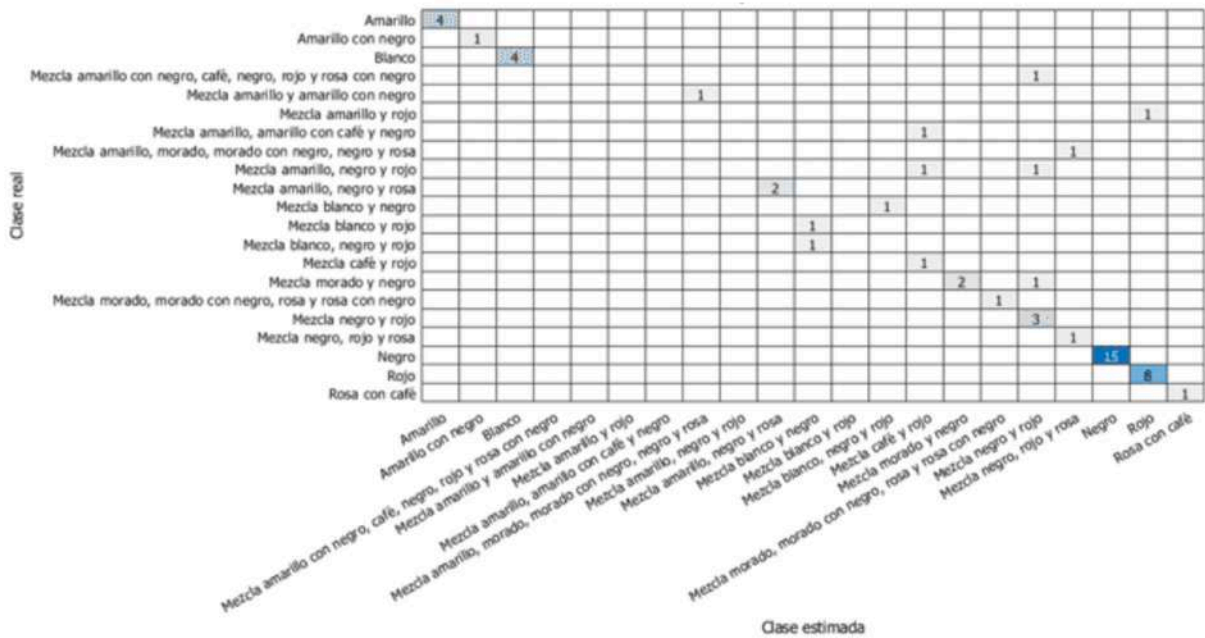 Clase real
Amarillo 4
Amarillo con negro 1
Blanco 4
Mezcla amarillo con negro, café, negro, rojo y rosa con negro 1
Mezcla amarillo y amarillo con negro 1
Mezcla amarillo y rojo 1
Mezcla amarillo, amarillo con café y negro 1
Mezcla amarillo, morado, morado con negro, negro y rosa 1
Mezcla amarillo, negro y rojo 1 1
Mezcla amarillo, negro y rosa 2
Mezcla blanco y negro 1
Mezcla blanco y rojo 1
Mezcla blanco, negro y rojo 1
Mezcla café y rojo 1
Mezcla morado y negro 2 1
Mezcla morado, morado con negro, rosa y rosa con negro 1
Mezcla negro y rojo 3
Mezcla negro, rojo y rosa 1
Negro 15
Rojo 8
Rosa con café 1
Amarillo
Amarillo con negro
Blanco
Mezcla amarillo con negro, café, negro, rojo y rosa con negro
Mezcla amarillo y amarillo con negro
Mezcla amarillo y rojo
Mezcla amarillo, amarillo con café y negro
Mezcla amarillo, morado, morado con negro, negro y rosa
Mezcla amarillo, negro y rojo
Mezcla amarillo, negro y rosa
Mezcla blanco y negro
Mezcla blanco y rojo
Mezcla blanco, negro y rojo
Mezcla café y rojo
Mezcla morado y negro
Mezcla morado, morado con negro, rosa y rosa con negro
Mezcla negro y rojo
Mezcla negro, rojo y rosa
Negro
Rojo
Rosa con café
Clase estimada